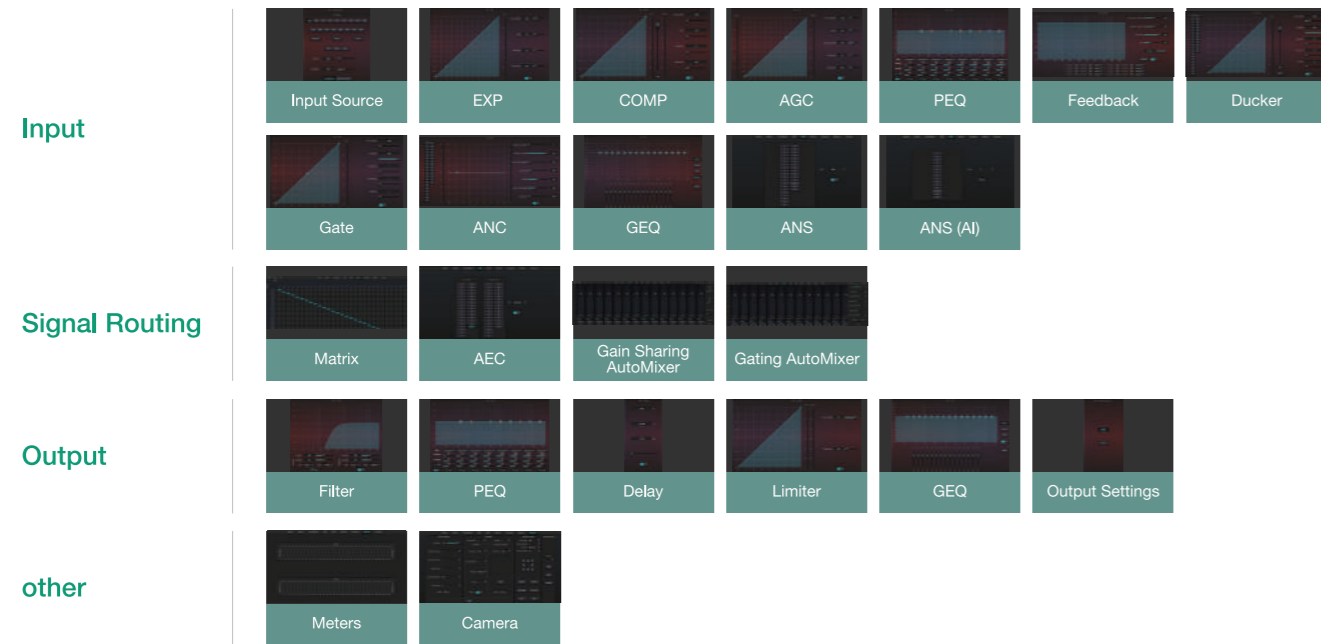 Input
Input Source
EXP
COMP
AGC
PEQ
Feedback
Ducker
Gate
ANC
GEQ
ANS
ANS (AI)
Signal Routing
Matrix
AEC
Gain Sharing
AutoMixer
Gating AutoMixer
Output
Filter
PEQ
Delay
Limiter
GEQ
Output Settings
other
Meters
Camera